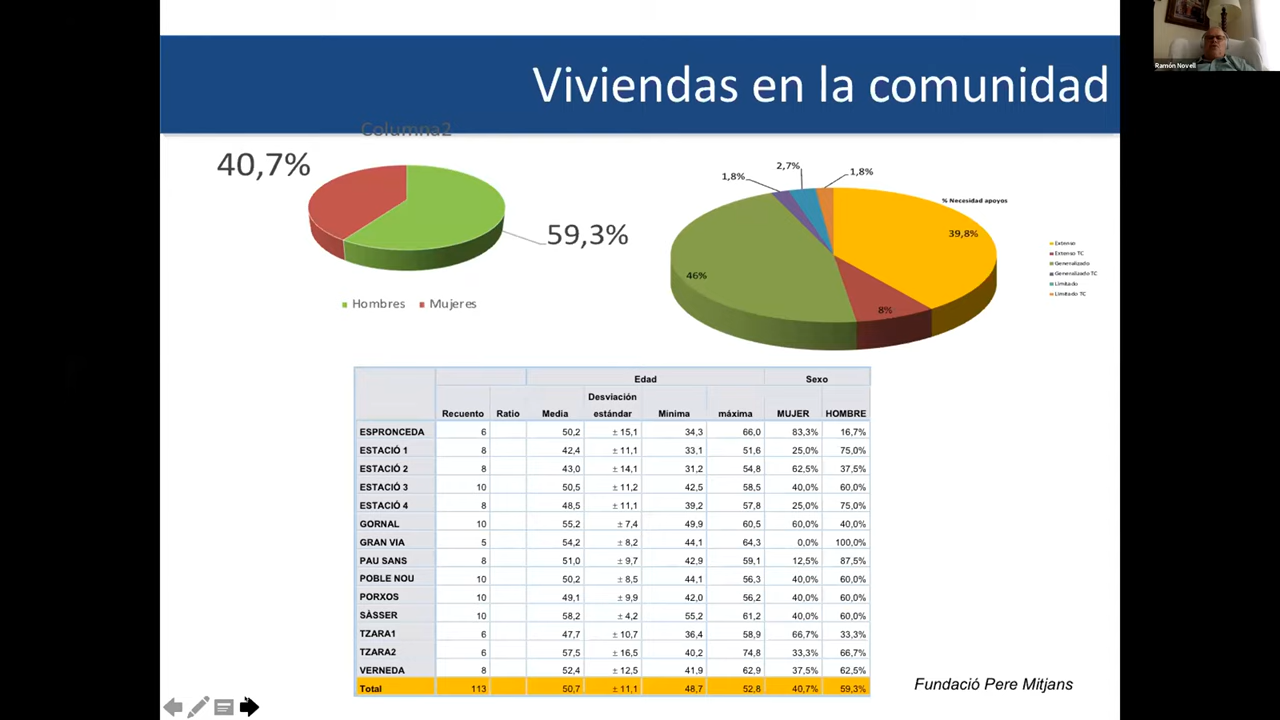 Ramón Novell
Viviendas en la comunidad
Columna2
40,7%
59,3%
Hombres Mujeres
2,7%
1,8% 1,8%
% Necesidad apoyos
39,8%
46%
8%
Extenso
Extenso TC
Generalizado
Generalizado TC
Limitado
Limitado TC
Edad Sexo
Recuento Ratio Media Desviación estándar Minima máxima MUJER HOMBRE
ESPRONCEDA 6 50,2 ± 15,1 34,3 66,0 83,3% 16,7%
ESTACIÓ 1 8 42,4 ± 11,1 33,1 51,6 25,0% 75,0%
ESTACIÓ 2 8 43,0 ± 14,1 31,2 54,8 62,5% 37,5%
ESTACIÓ 3 10 50,5 ± 11,2 42,5 58,5 40,0% 60,0%
ESTACIÓ 4 8 48,5 ± 11,1 39,2 57,8 25,0% 75,0%
GORNAL 10 55,2 ± 7,4 49,9 60,5 60,0% 40,0%
GRAN VIA 5 54,2 ± 8,2 44,1 64,3 0,0% 100,0%
PAU SANS 8 51,0 ± 9,7 42,9 59,1 12,5% 87,5%
POBLE NOU 10 50,2 ± 8,5 44,1 56,3 40,0% 60,0%
PORXOS 10 49,1 ± 9,9 42,0 56,2 40,0% 60,0%
SÀSSER 10 58,2 ± 4,2 55,2 61,2 40,0% 60,0%
TZARA1 6 47,7 ± 10,7 36,4 58,9 66,7% 33,3%
TZARA2 6 57,5 ± 16,5 40,2 74,8 33,3% 66,7%
VERNEDA 8 52,4 ± 12,5 41,9 62,9 37,5% 62,5%
Total 113 50,7 ± 11,1 48,7 52,8 40,7% 59,3%
Fundació Pere Mitjans